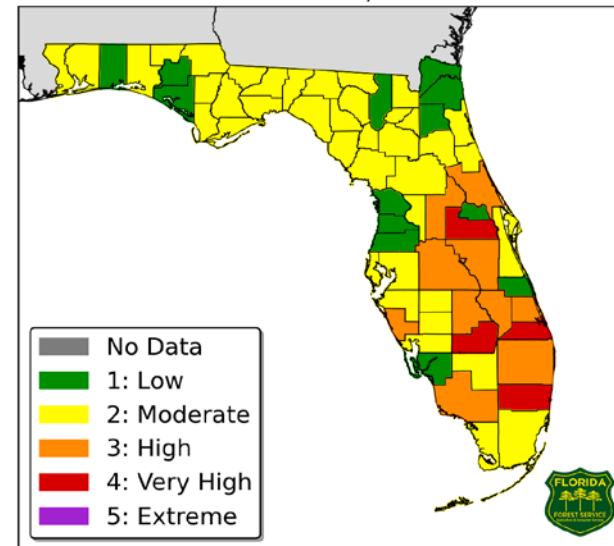 No Data
1: Low
2: Moderate
3: High
4: Very High
5: Extreme
FLORIDA
FOREST SERVICE